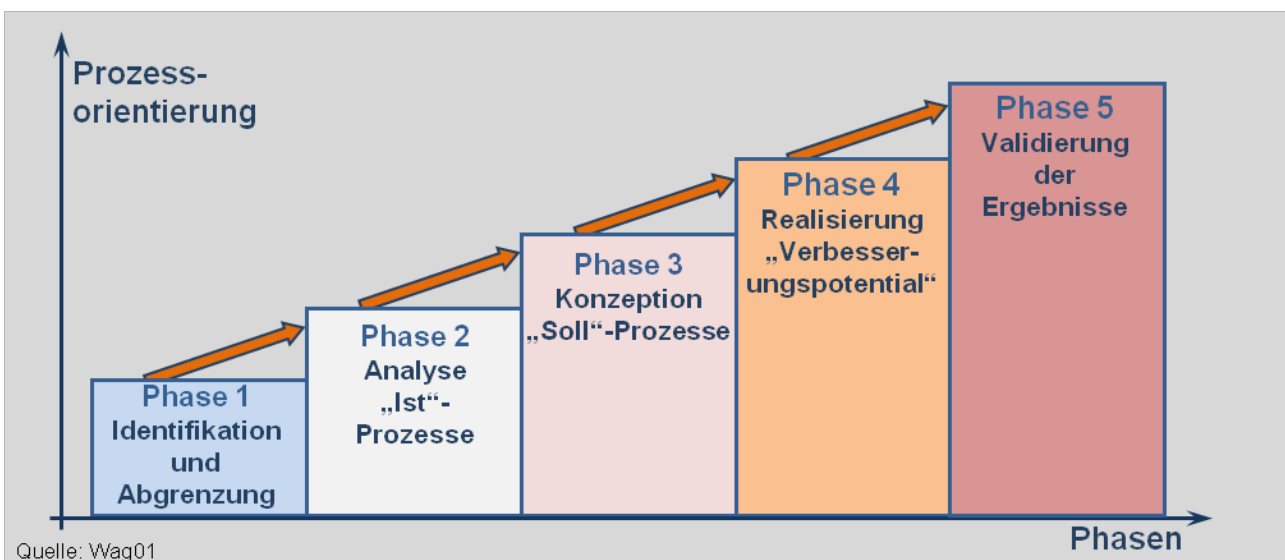 Prozess-
orientierung
Phase 1
Identifikation
und
Abgrenzung
Phase 2
Analyse
„Ist“-
Prozesse
Phase 3
Konzeption
„Soll“-Prozesse
Phase 4
Realisierung
„Verbesser-
ungspotential“
Phase 5
Validierung
der
Ergebnisse
Phasen
Quelle: Wag01